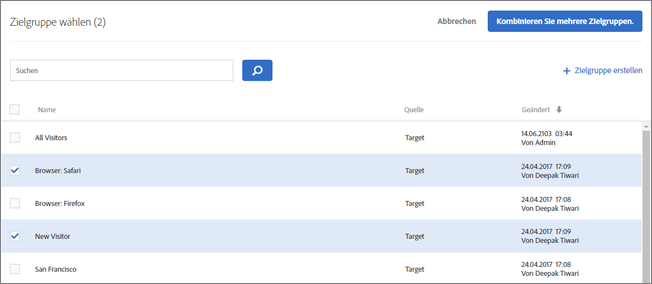 Zielgruppe wählen (2)
Abbrechen
Kombinieren Sie mehrere Zielgruppen.
Suchen
+ Zielgruppe erstellen
Name
Quelle
Geändert
All Visitors
Target
14.06.2103 03:44
Von Admin
Browser: Safari
Target
24.04.2017 17:09
Von Deepak Tiwari
Browser: Firefox
Target
24.04.2017 17:08
Von Deepak Tiwari
New Visitor
Target
24.04.2017 17:09
Von Deepak Tiwari
San Francisco
Target
24.04.2017 17:08
Von Deepak Tiwari